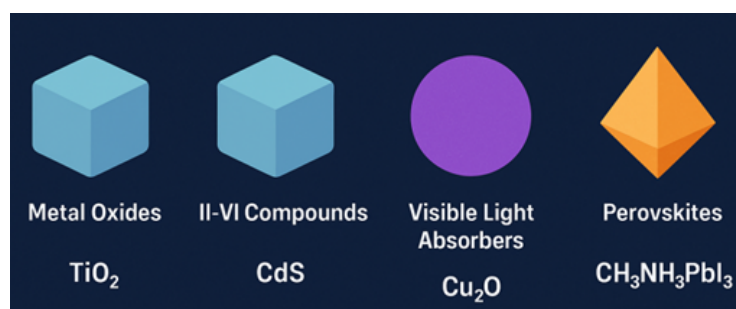 Metal Oxides
TiO₂
II-VI Compounds
CdS
Visible Light
Absorbers
Cu₂O
Perovskites
CH₃NH₃PbI₃